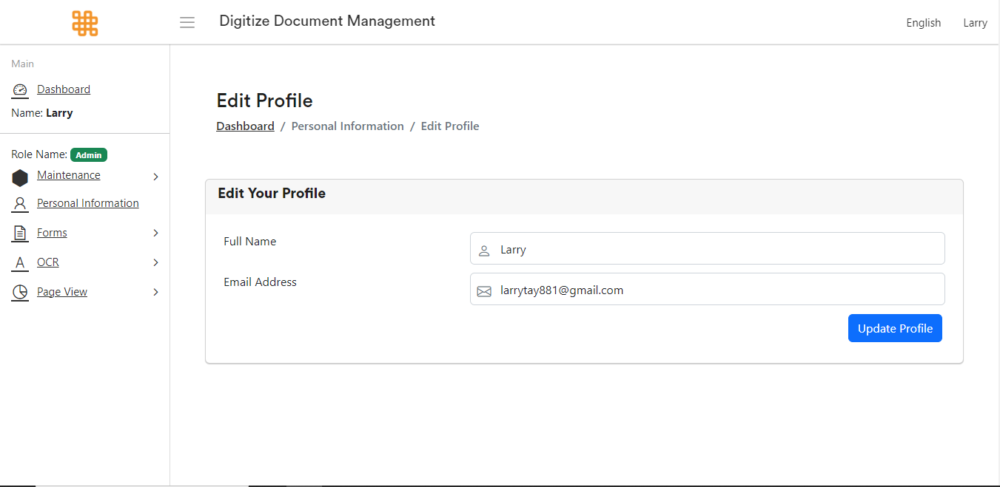 Digitize Document Management
English
Larry
Main
Dashboard
Name: Larry
Role Name: Admin
Maintenance
Personal Information
Forms
OCR
Page View
Edit Profile
Dashboard / Personal Information / Edit Profile
Edit Your Profile
Full Name
Larry
Email Address
larrytay881@gmail.com
Update Profile